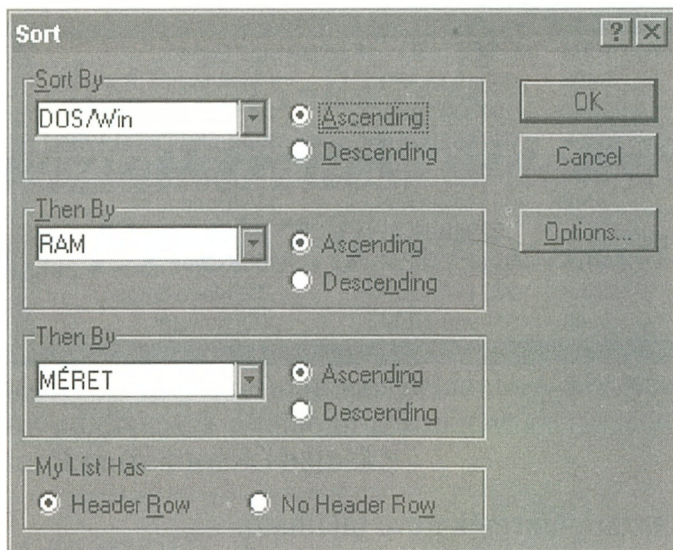 Sort
Sort By
DOS/Win
Ascending
Descending
OK
Cancel
Then By
RAM
Ascending
Descending
Options...
Then By
MÉRET
Ascending
Descending
My List Has
Header Row
No Header Row